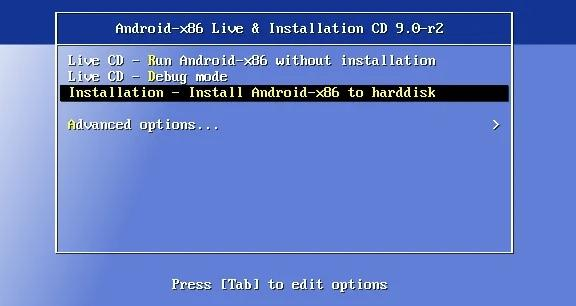 Android-x86 Live & Installation CD 9.0-r2
Live CD - Run Android-x86 without installation
Live CD - Debug mode
Installation - Install Android-x86 to harddisk
Advanced options... >
Press [Tab] to edit options